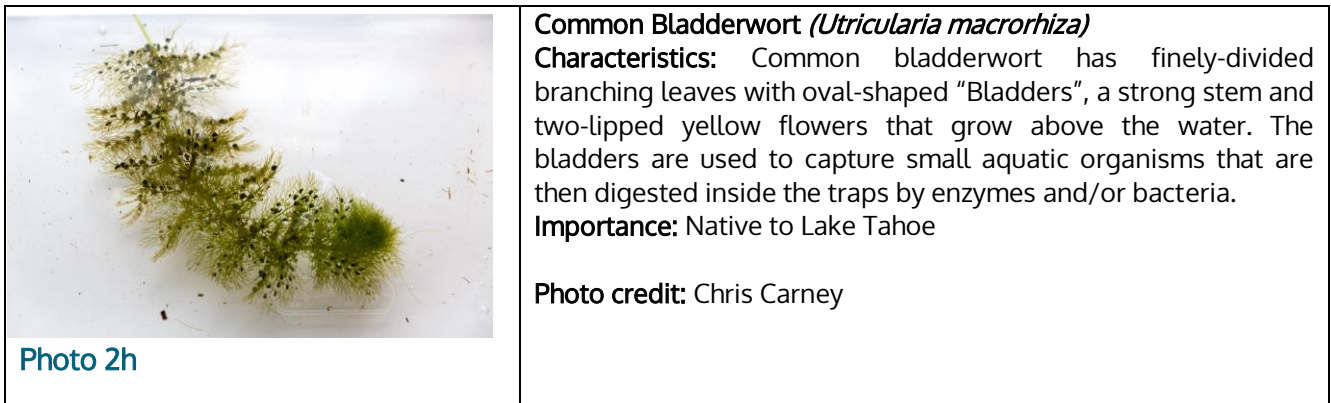 Common Bladderwort (Utricularia macrorhiza)
Characteristics: Common bladderwort has finely-divided
branching leaves with oval-shaped “Bladders”, a strong stem and
two-lipped yellow flowers that grow above the water. The
bladders are used to capture small aquatic organisms that are
then digested inside the traps by enzymes and/or bacteria.
Importance: Native to Lake Tahoe
Photo credit: Chris Carney
Photo 2h